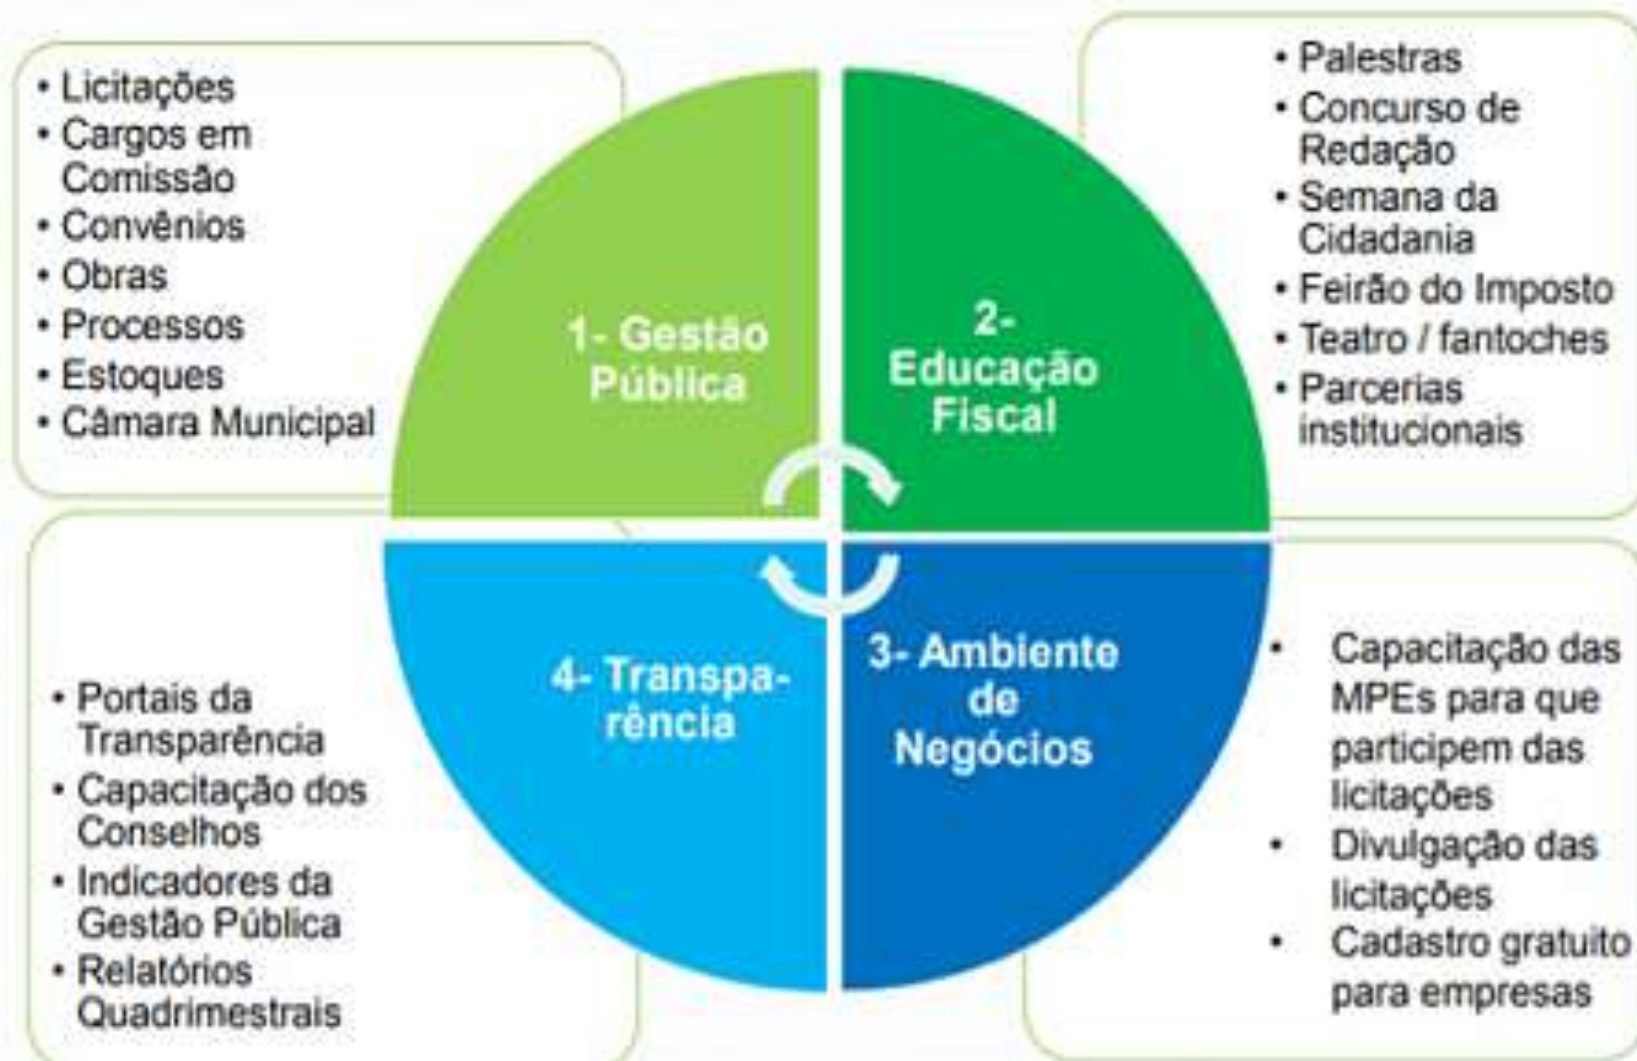 • Licitações
• Cargos em
Comissão
• Convênios
• Obras
• Processos
• Estoques
• Câmara Municipal
1- Gestão
Pública
2-
Educação
Fiscal
• Palestras
• Concurso de
Redação
• Semana da
Cidadania
• Feirão do Imposto
• Teatro / fantoches
• Parcerias
institucionais
• Portais da
Transparência
• Capacitação dos
Conselhos
• Indicadores da
Gestão Pública
• Relatórios
Quadrimestrais
4- Transpa-
rência
3- Ambiente
de
Negócios
• Capacitação das
MPEs para que
participem das
licitações
• Divulgação das
licitações
• Cadastro gratuito
para empresas